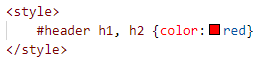 <style>
#header h1, h2 {color:red}
</style>